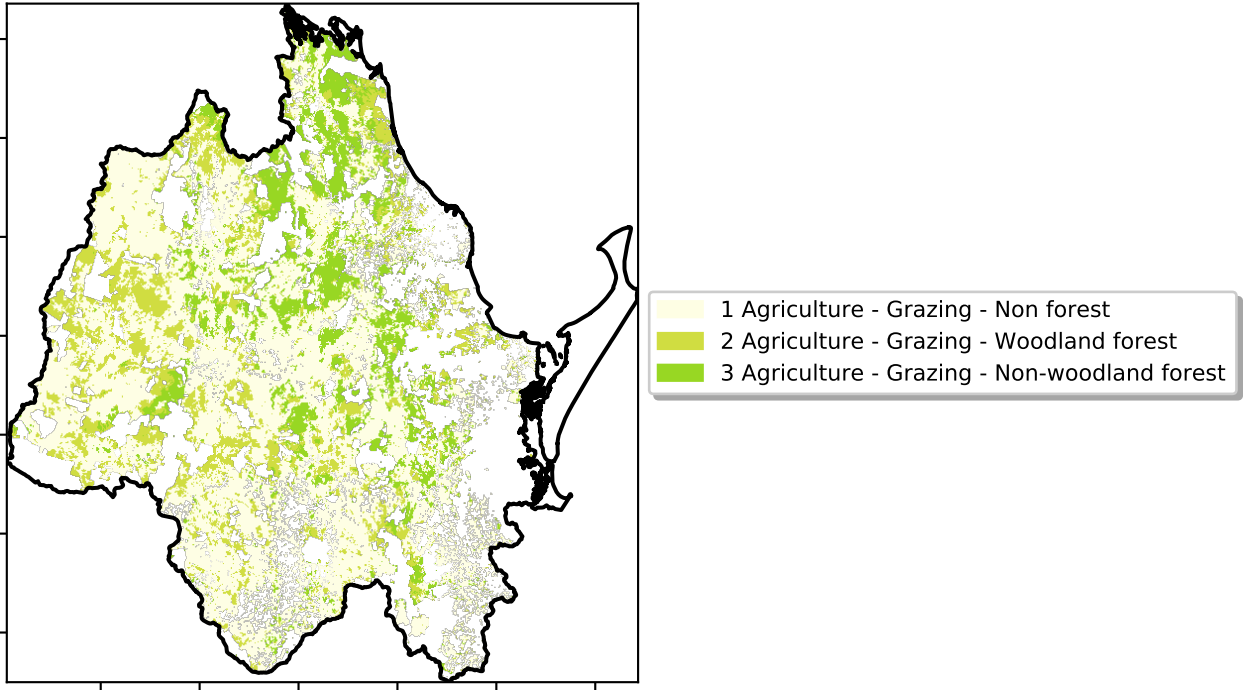 1 Agriculture - Grazing - Non forest
2 Agriculture - Grazing - Woodland forest
3 Agriculture - Grazing - Non-woodland forest